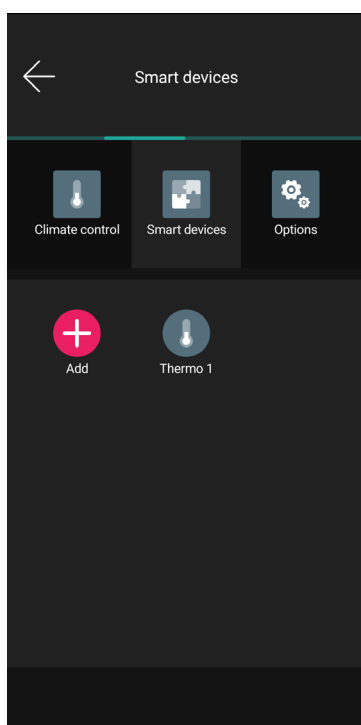 Smart devices
Climate control
Smart devices
Options
Add
Thermo 1